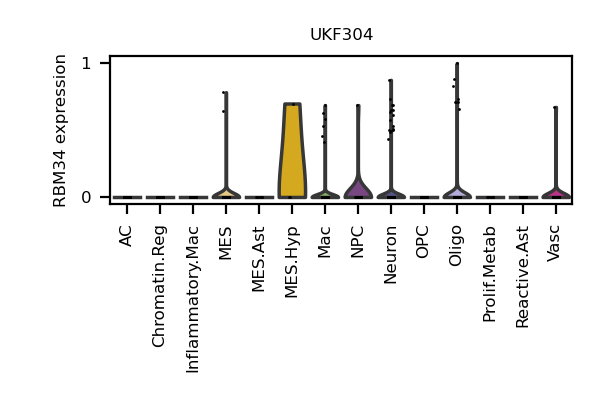 UKF304
RBM34 expression
1
0
AC
Chromatin.Reg
Inflammatory.Mac
MES
MES.Ast
MES.Hyp
Mac
NPC
Neuron
OPC
Oligo
Prolif.Metab
Reactive.Ast
Vasc